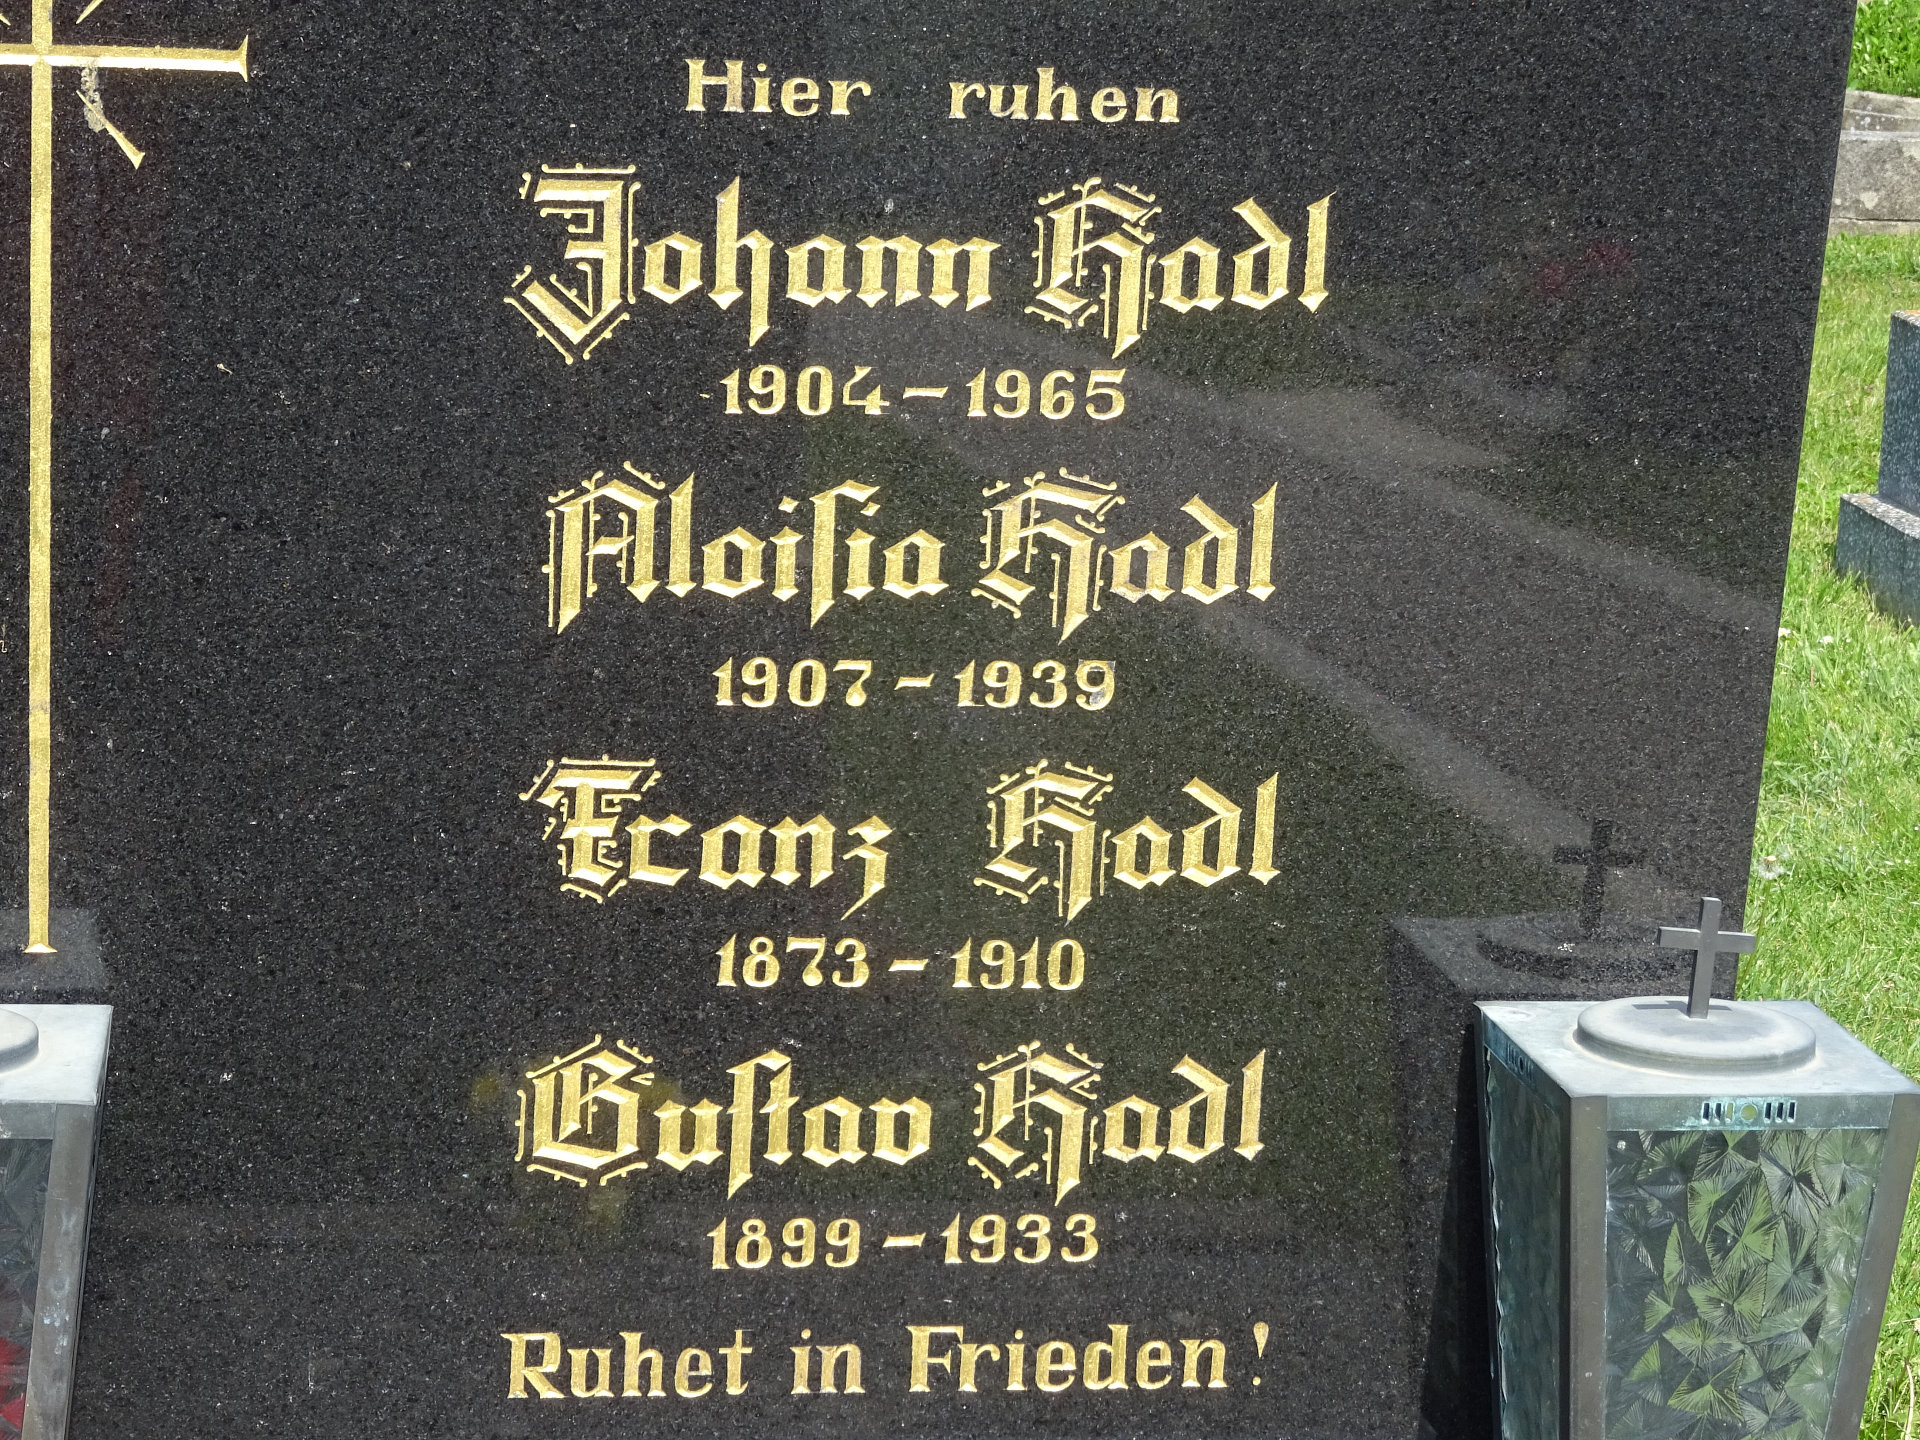 Hier ruhen
Johann Hadl
1904 – 1965
Aloisia Hadl
1907 – 1939
Franz Hadl
1873 – 1910
Gustav Hadl
1899 – 1933
Ruhet in Frieden!